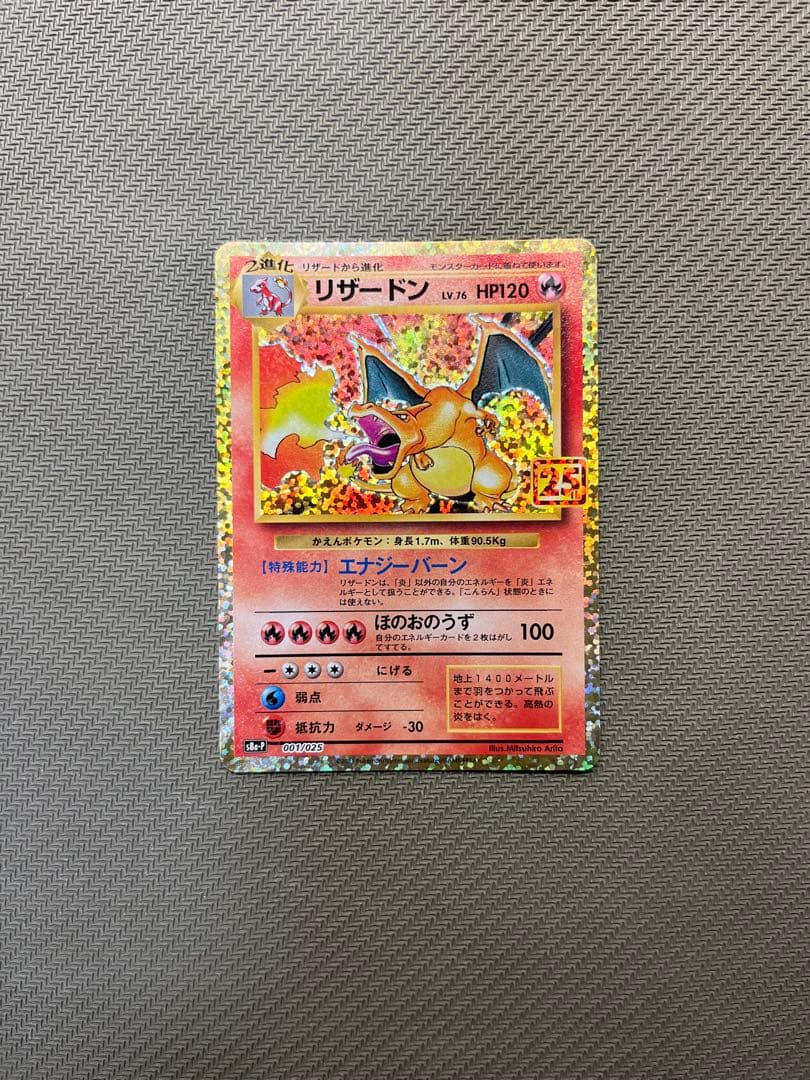 2進化 リザードから進化 モンスターカードに重ねて使います。
リザードン LV.76 HP120
25
かえんポケモン:身長1.7m、体重90.5Kg
【特殊能力】 エナジーバーン
リザードンは、「炎」以外の自分のエネルギーを「炎」エネ
ルギーとして扱うことができる。「こんらん」状態のときに
は使えない。
ほのおのうず 100
自分のエネルギーカードを2枚はがし
てすてる。
にげる
弱点
抵抗力 ダメージ -30
地上1400メートル
まで羽をつかって飛ぶ
ことができる。高熱の
炎をはく。
s8a-P 001/025 Illus.Mitsuhiro Arita